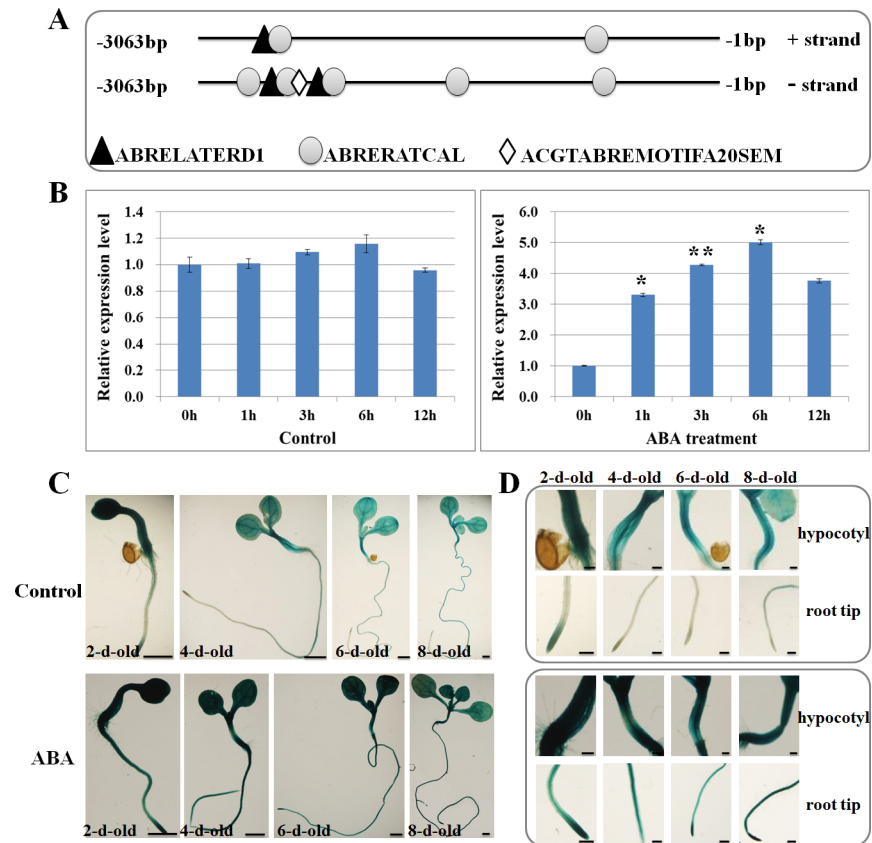 A
-3063bp -1bp + strand
-3063bp -1bp - strand
ABRELATERD1 ABRERATCAL ACGTABREMOTIFA20SEM
B
Relative expression level
1.4
1.2
1.0
0.8
0.6
0.4
0.2
0.0
0h 1h 3h 6h 12h
Control
Relative expression level
6.0
5.0
4.0
3.0
2.0
1.0
0.0
* ** *
0h 1h 3h 6h 12h
ABA treatment
C
Control
2-d-old 4-d-old 6-d-old 8-d-old
ABA
2-d-old 4-d-old 6-d-old 8-d-old
D
2-d-old 4-d-old 6-d-old 8-d-old
hypocotyl
root tip
hypocotyl
root tip